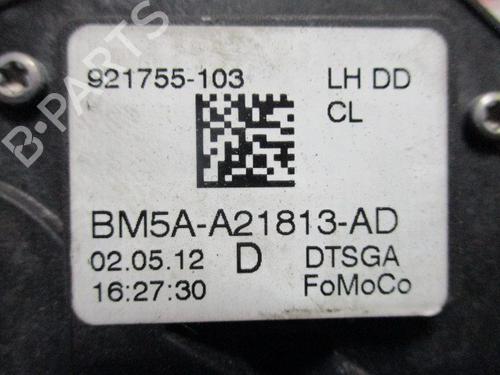 B-PARTS
921755-103 LH DD
CL
BM5A-A21813-AD
02.05.12 D DTSGA
16:27:30 FoMoCo